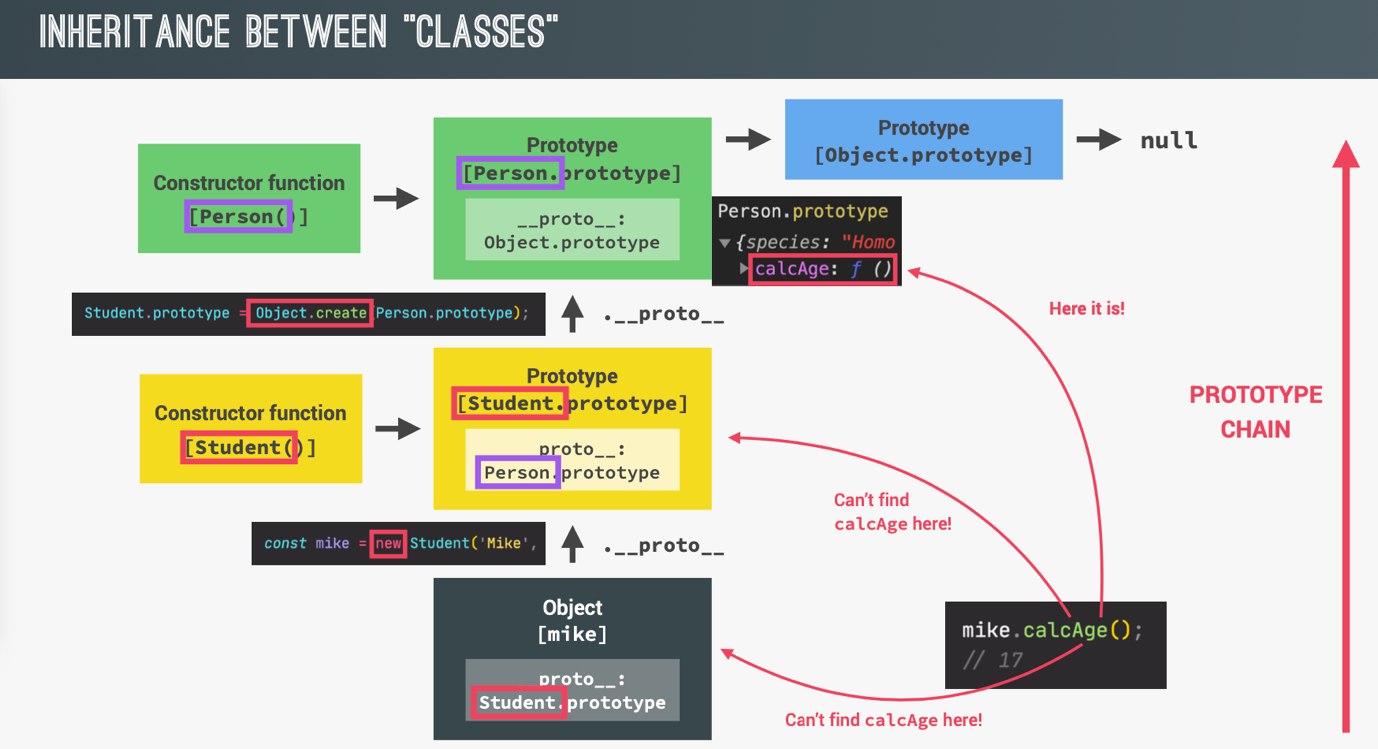 INHERITANCE BETWEEN "CLASSES"
Prototype
[Object.prototype]
null
Prototype
[Person.prototype]
__proto__:
Object.prototype
Constructor function
[Person()]
Person.prototype
{species: "Homo
calcAge: ƒ ()
Here it is!
Student.prototype = Object.create(Person.prototype);
.__proto__
PROTOTYPE
CHAIN
Prototype
[Student.prototype]
__proto__:
Person.prototype
Constructor function
[Student()]
Can't find
calcAge here!
const mike = new Student('Mike',
.__proto__
Object
[mike]
__proto__:
Student.prototype
mike.calcAge();
// 17
Can't find calcAge here!